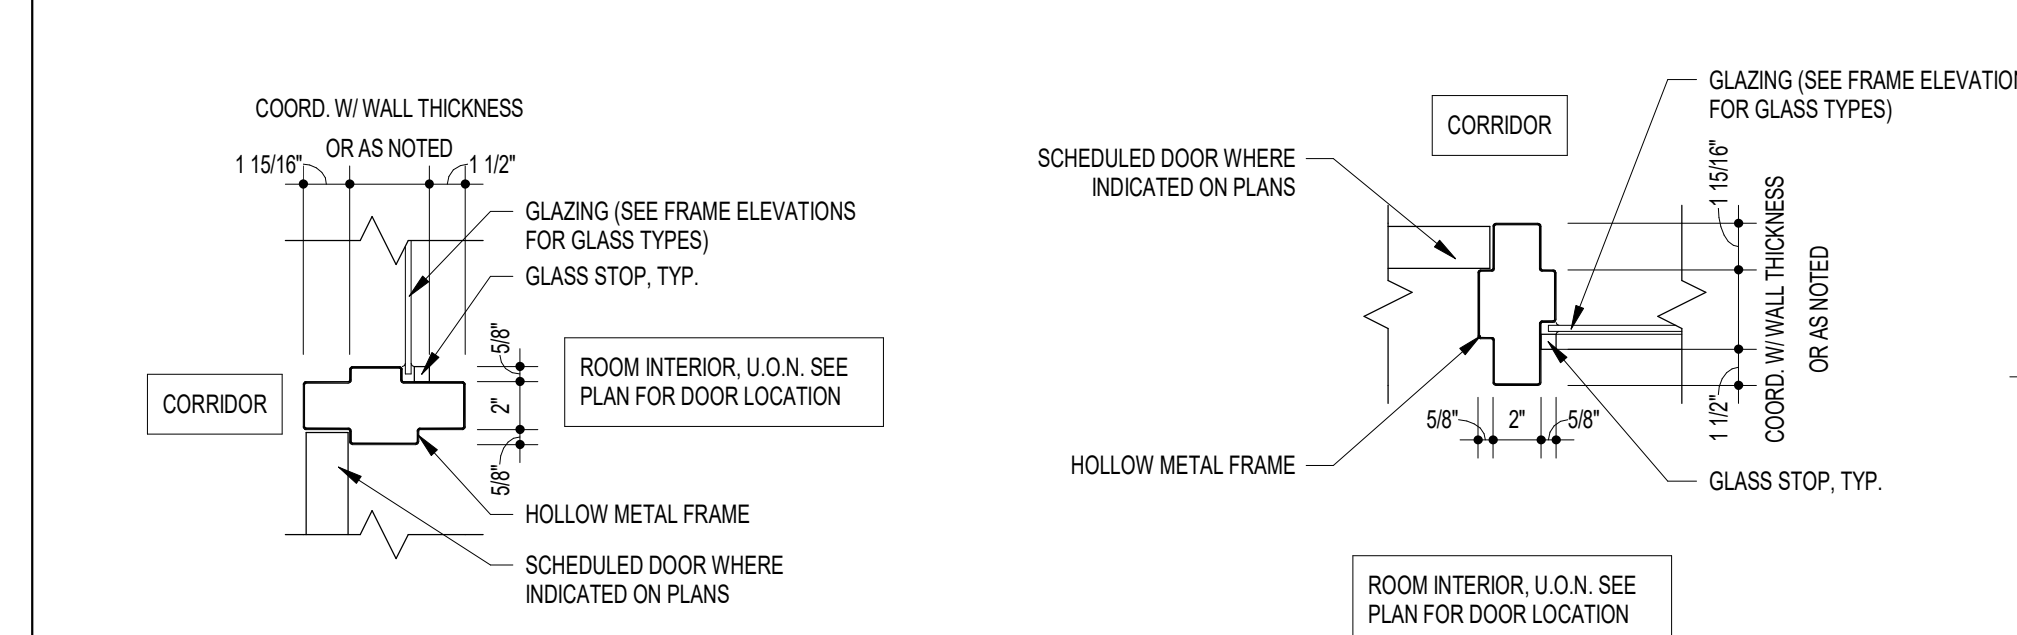 COORD. W/ WALL THICKNESS
OR AS NOTED
1 15/16"
1 1/2"
GLAZING (SEE FRAME ELEVATIONS
FOR GLASS TYPES)
GLASS STOP, TYP.
5/8"
2"
5/8"
ROOM INTERIOR, U.O.N. SEE
PLAN FOR DOOR LOCATION
CORRIDOR
HOLLOW METAL FRAME
SCHEDULED DOOR WHERE
INDICATED ON PLANS
GLAZING (SEE FRAME ELEVATION
FOR GLASS TYPES)
CORRIDOR
SCHEDULED DOOR WHERE
INDICATED ON PLANS
1 15/16"
COORD. W/ WALL THICKNESS
OR AS NOTED
1 1/2"
5/8"
2"
5/8"
HOLLOW METAL FRAME
GLASS STOP, TYP.
ROOM INTERIOR, U.O.N. SEE
PLAN FOR DOOR LOCATION